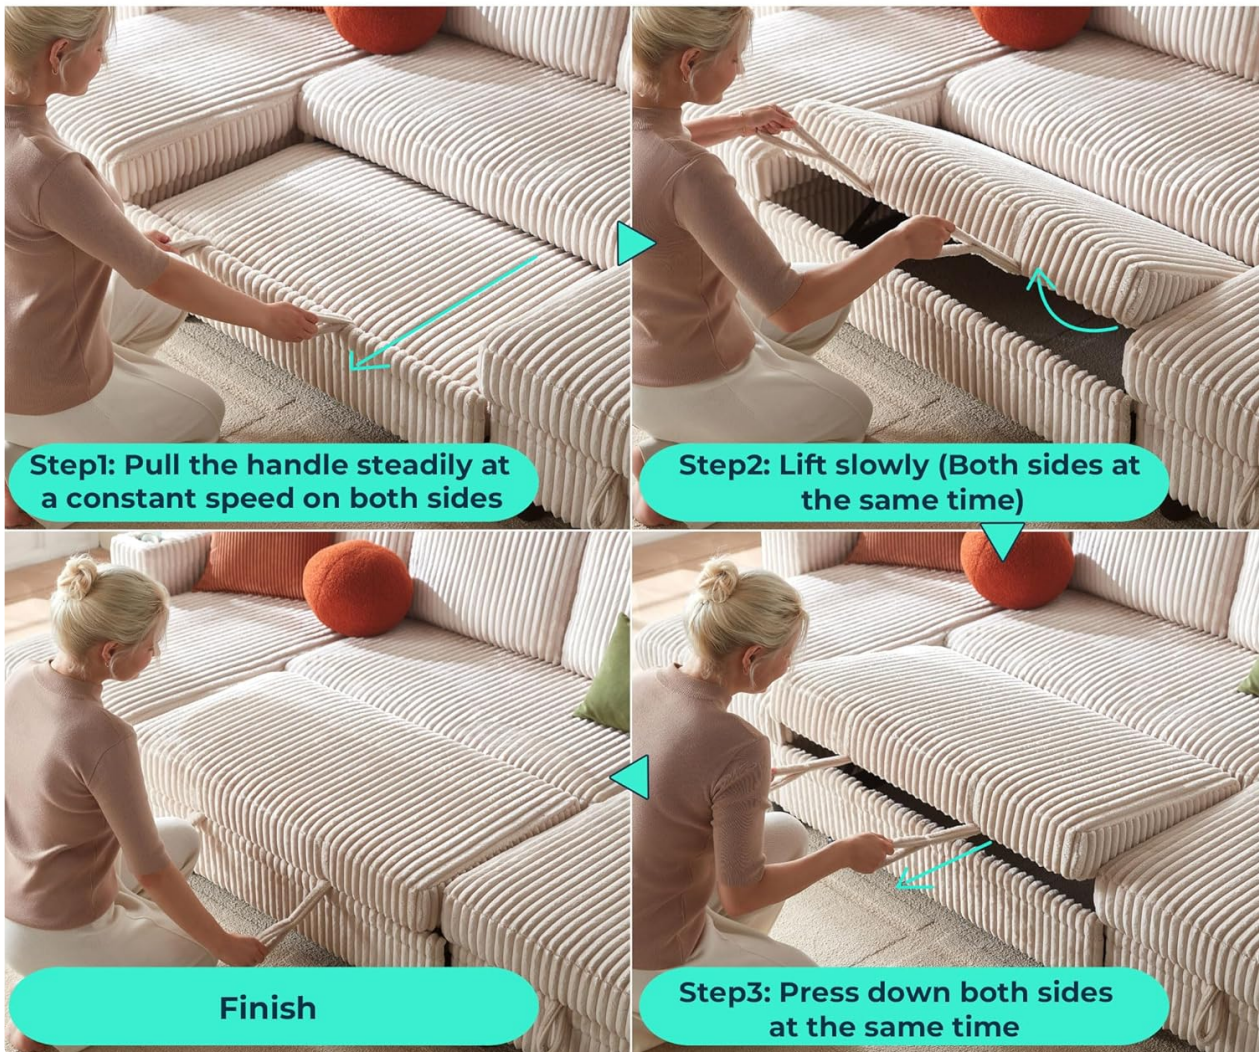 Step1: Pull the handle steadily at
a constant speed on both sides
Step2: Lift slowly (Both sides at
the same time)
Step3: Press down both sides
at the same time
Finish